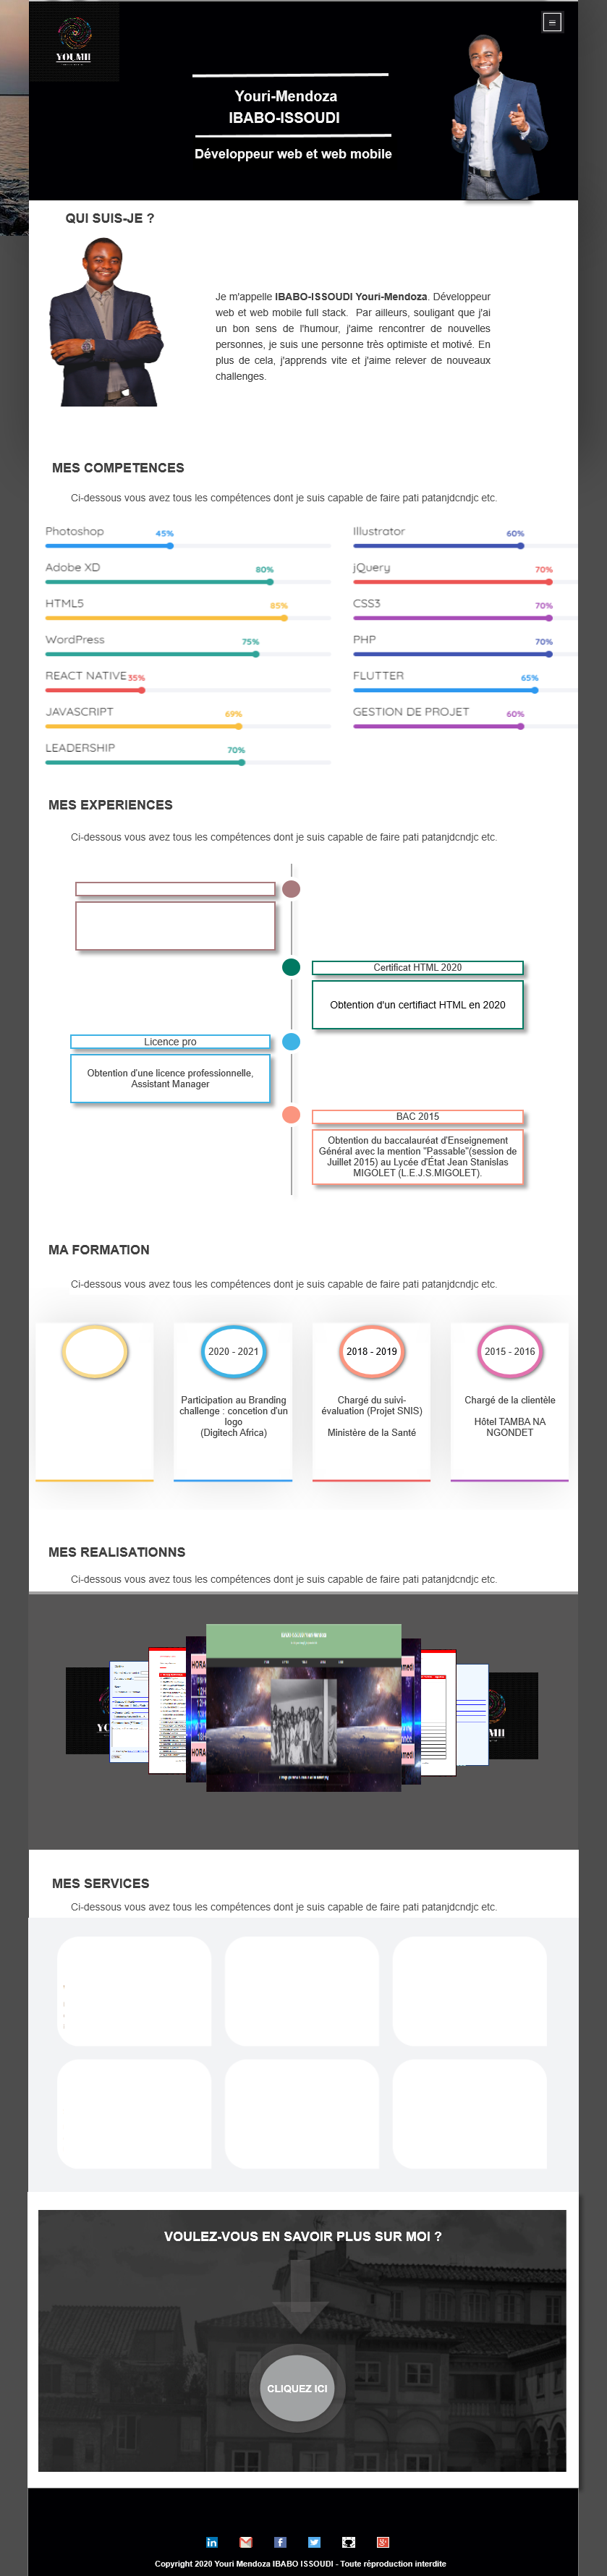 YOUMII
Youri-Mendoza
IBABO-ISSOUDI
Développeur web et web mobile
QUI SUIS-JE ?
Je m'appelle IBABO-ISSOUDI Youri-Mendoza. Développeur
web et web mobile full stack. Par ailleurs, souligant que j'ai
un bon sens de l'humour, j'aime rencontrer de nouvelles
personnes, je suis une personne très optimiste et motivé. En
plus de cela, j'apprends vite et j'aime relever de nouveaux
challenges.
MES COMPETENCES
Ci-dessous vous avez tous les compétences dont je suis capable de faire pati patanjdcndjc etc.
Photoshop 45%
Illustrator 60%
Adobe XD 80%
jQuery 70%
HTML5 85%
CSS3 70%
WordPress 75%
PHP 70%
REACT NATIVE 35%
FLUTTER 65%
JAVASCRIPT 69%
GESTION DE PROJET 60%
LEADERSHIP 70%
MES EXPERIENCES
Ci-dessous vous avez tous les compétences dont je suis capable de faire pati patanjdcndjc etc.
Certificat HTML 2020
Obtention d'un certifiact HTML en 2020
Licence pro
Obtention d'une licence professionnelle,
Assistant Manager
BAC 2015
Obtention du baccalauréat d'Enseignement
Général avec la mention "Passable"(session de
Juillet 2015) au Lycée d'État Jean Stanislas
MIGOLET (L.E.J.S.MIGOLET).
MA FORMATION
Ci-dessous vous avez tous les compétences dont je suis capable de faire pati patanjdcndjc etc.
2020 - 2021
Participation au Branding
challenge : concetion d'un
logo
(Digitech Africa)
2018 - 2019
Chargé du suivi-
évaluation (Projet SNIS)
Ministère de la Santé
2015 - 2016
Chargé de la clientèle
Hôtel TAMBA NA
NGONDET
MES REALISATIONNS
Ci-dessous vous avez tous les compétences dont je suis capable de faire pati patanjdcndjc etc.
MES SERVICES
Ci-dessous vous avez tous les compétences dont je suis capable de faire pati patanjdcndjc etc.
VOULEZ-VOUS EN SAVOIR PLUS SUR MOI ?
CLIQUEZ ICI
Copyright 2020 Youri Mendoza IBABO ISSOUDI - Toute réproduction interdite